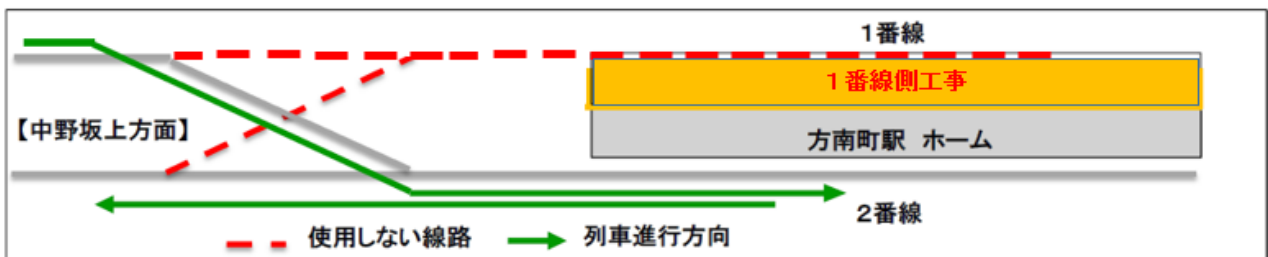 1番線
1番線側工事
【中野坂上方面】
方南町駅 ホーム
2番線
使用しない線路
列車進行方向